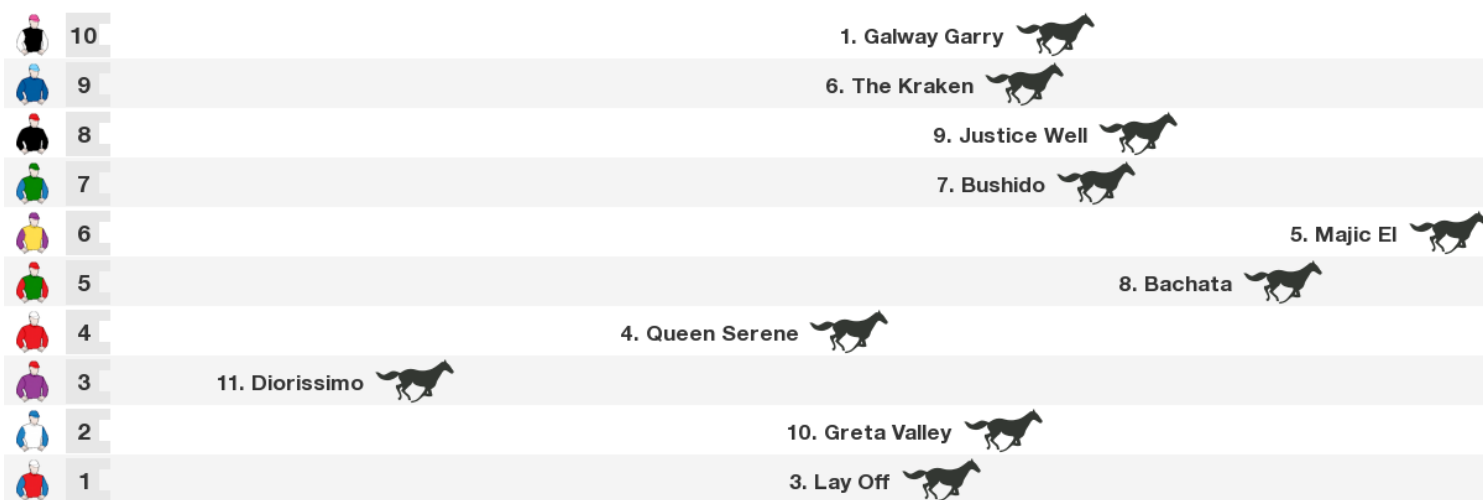 10 1. Galway Garry
9 6. The Kraken
8 9. Justice Well
7 7. Bushido
6 5. Majic El
5 8. Bachata
4 4. Queen Serene
3 11. Diorissimo
2 10. Greta Valley
1 3. Lay Off